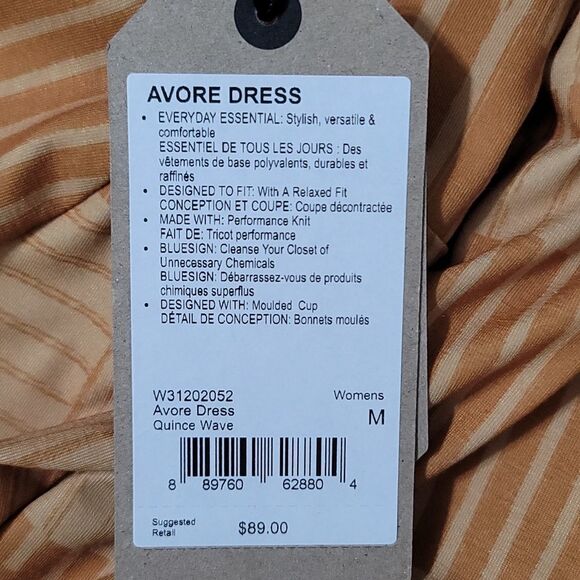 AVORE DRESS
• EVERYDAY ESSENTIAL: Stylish, versatile &
comfortable
ESSENTIEL DE TOUS LES JOURS : Des
vêtements de base polyvalents, durables et
raffinés
• DESIGNED TO FIT: With A Relaxed Fit
CONCEPTION ET COUPE: Coupe décontractée
• MADE WITH: Performance Knit
FAIT DE: Tricot performance
• BLUESIGN: Cleanse Your Closet of
Unnecessary Chemicals
BLUESIGN: Débarrassez-vous de produits
chimiques superflus
• DESIGNED WITH: Moulded Cup
DÉTAIL DE CONCEPTION: Bonnets moulés
W31202052 Womens
Avore Dress M
Quince Wave
8 89760 62880 4
Suggested
Retail $89.00